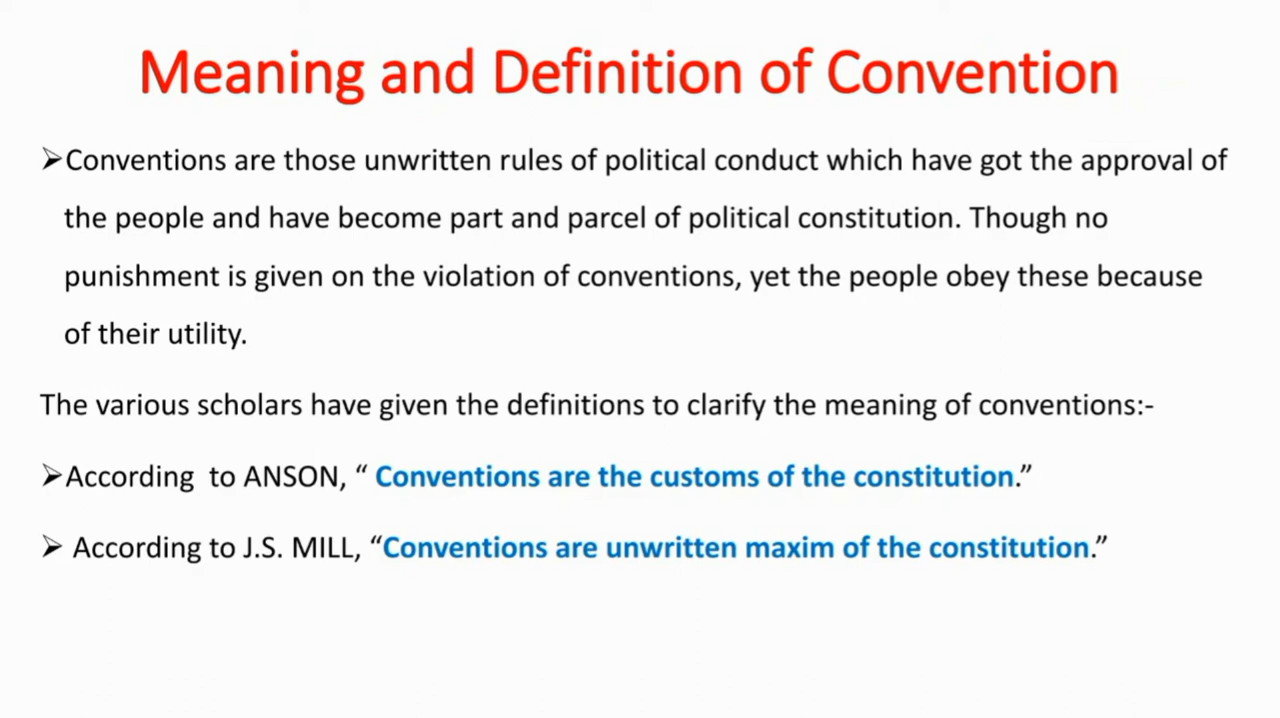 Meaning and Definition of Convention
➢Conventions are those unwritten rules of political conduct which have got the approval of
the people and have become part and parcel of political constitution. Though no
punishment is given on the violation of conventions, yet the people obey these because
of their utility.
The various scholars have given the definitions to clarify the meaning of conventions:-
➢According  to ANSON, “ Conventions are the customs of the constitution.”
➢ According to J.S. MILL, “Conventions are unwritten maxim of the constitution.”